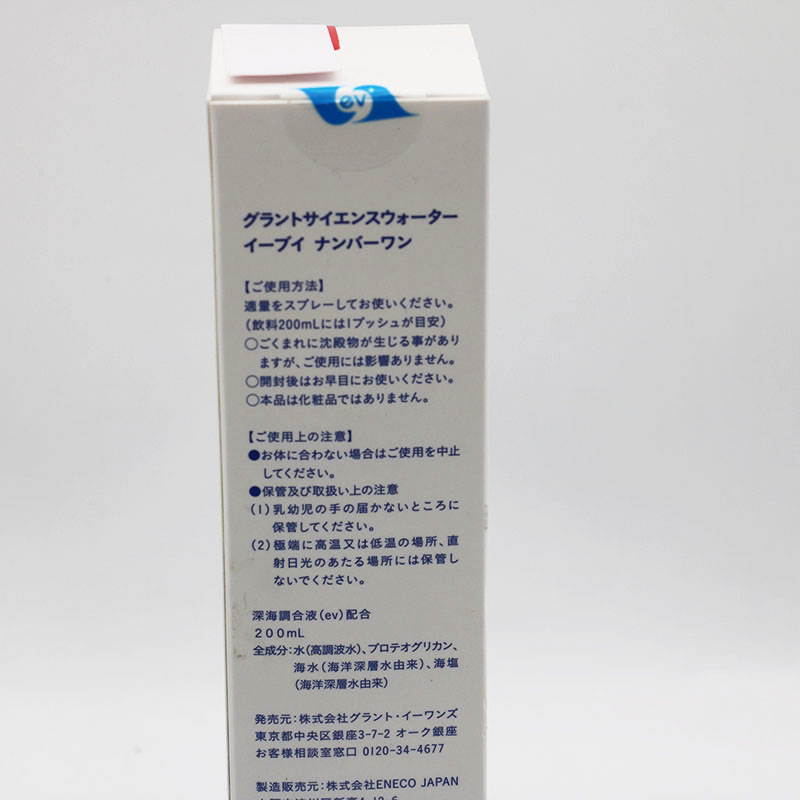 ev
グラントサイエンスウォーター
イーブイ ナンバーワン
【ご使用方法】
適量をスプレーしてお使いください。
(飲料200mLには1プッシュが目安)
○ごくまれに沈殿物が生じる事があり
ますが、ご使用には影響ありません。
○開封後はお早目にお使いください。
○本品は化粧品ではありません。
【ご使用上の注意】
●お体に合わない場合はご使用を中止
してください。
●保管及び取扱い上の注意
(1)乳幼児の手の届かないところに
保管してください。
(2)極端に高温又は低温の場所、直
射日光のあたる場所には保管し
ないでください。
深海調合液(ev)配合
200mL
全成分:水(高調波水)、プロテオグリカン、
海水(海洋深層水由来)、海塩
(海洋深層水由来)
発売元:株式会社グラント・イーワンズ
東京都中央区銀座3-7-2 オーク銀座
お客様相談室窓口 0120-34-4677
製造販売元:株式会社ENECO JAPAN